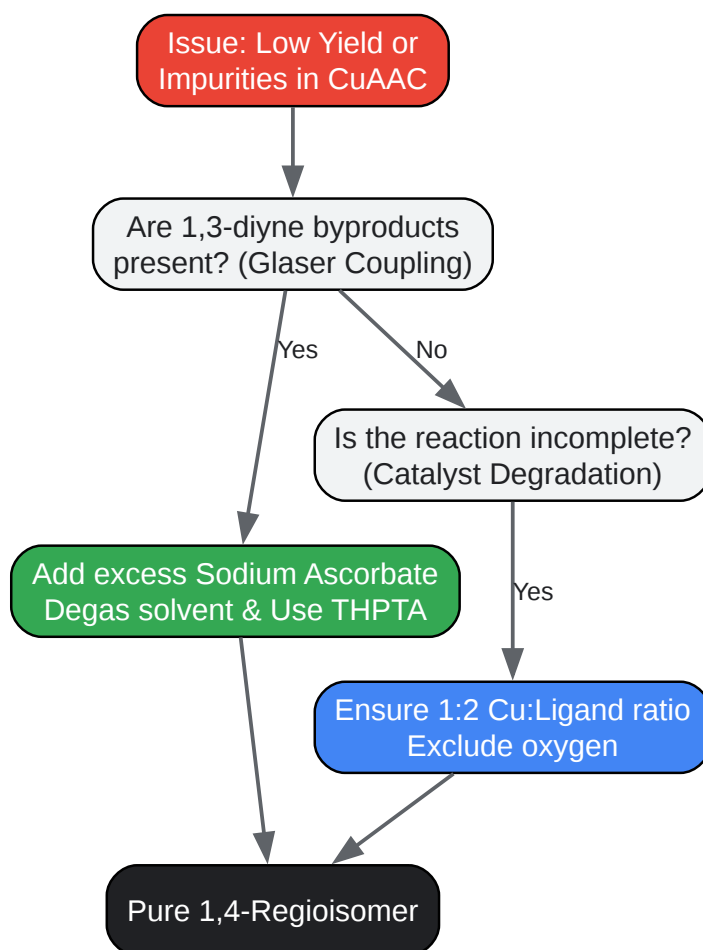 Issue: Low Yield or
Impurities in CuAAC
Are 1,3-diyne byproducts
present? (Glaser Coupling)
Yes
No
Is the reaction incomplete?
(Catalyst Degradation)
Add excess Sodium Ascorbate
Degas solvent & Use THPTA
Yes
Ensure 1:2 Cu:Ligand ratio
Exclude oxygen
Pure 1,4-Regioisomer